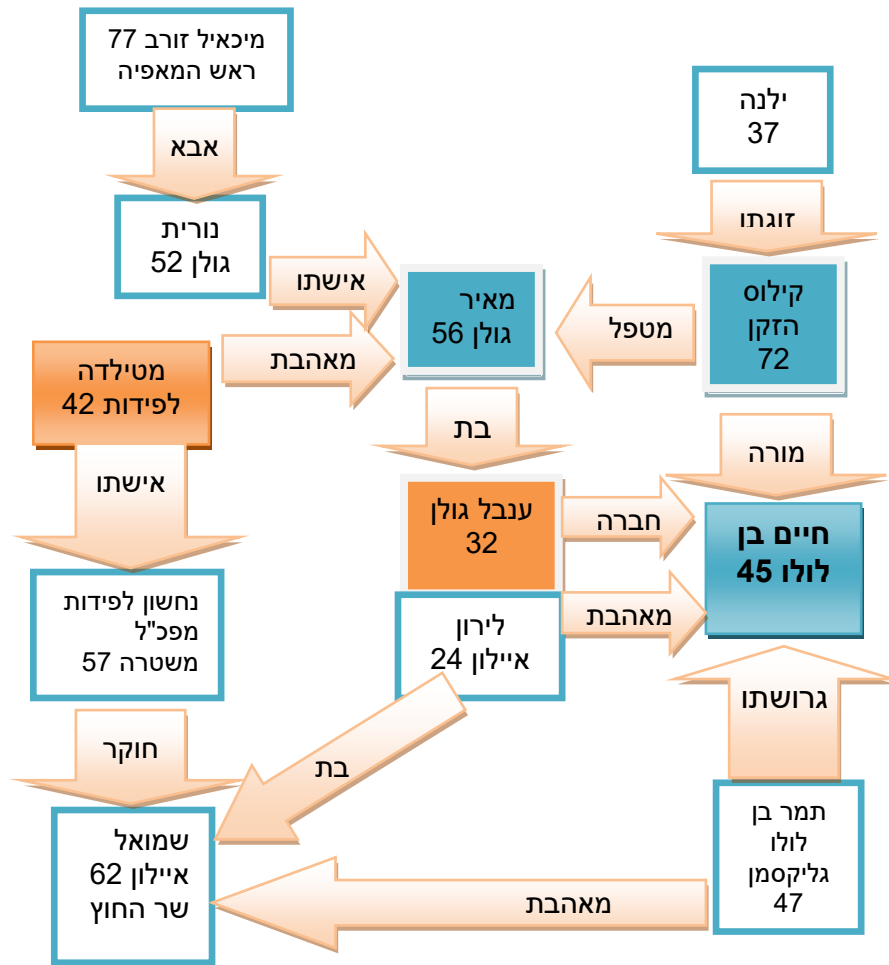 מיכאיל זורב 77
ראש המאפיה
ילנה
37
אבא
זוגתו
נורית
גולן 52
אישתו
מאיר
גולן 56
מטפל
קילוס
הזקן
72
מאהבת
מטילדה
לפידות 42
בת
מורה
אישתו
ענבל גולן
32
חברה
חיים בן
לולו 45
נחשון לפידות
מפכ"ל
משטרה 57
לירון
איילון 24
מאהבת
גרושתו
חוקר
בת
שמואל
איילון 62
שר החוץ
מאהבת
תמר בן
לולו
גליקסמן
47